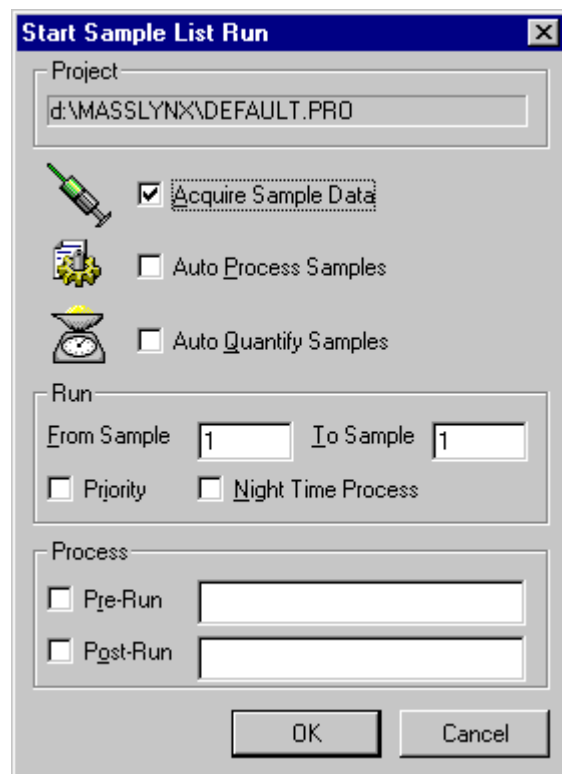 Start Sample List Run
Project
d:\MASSLYNX\DEFAULT.PRO
Acquire Sample Data
Auto Process Samples
Auto Quantify Samples
Run
From Sample 1 To Sample 1
Priority Night Time Process
Process
Pre-Run
Post-Run
OK Cancel